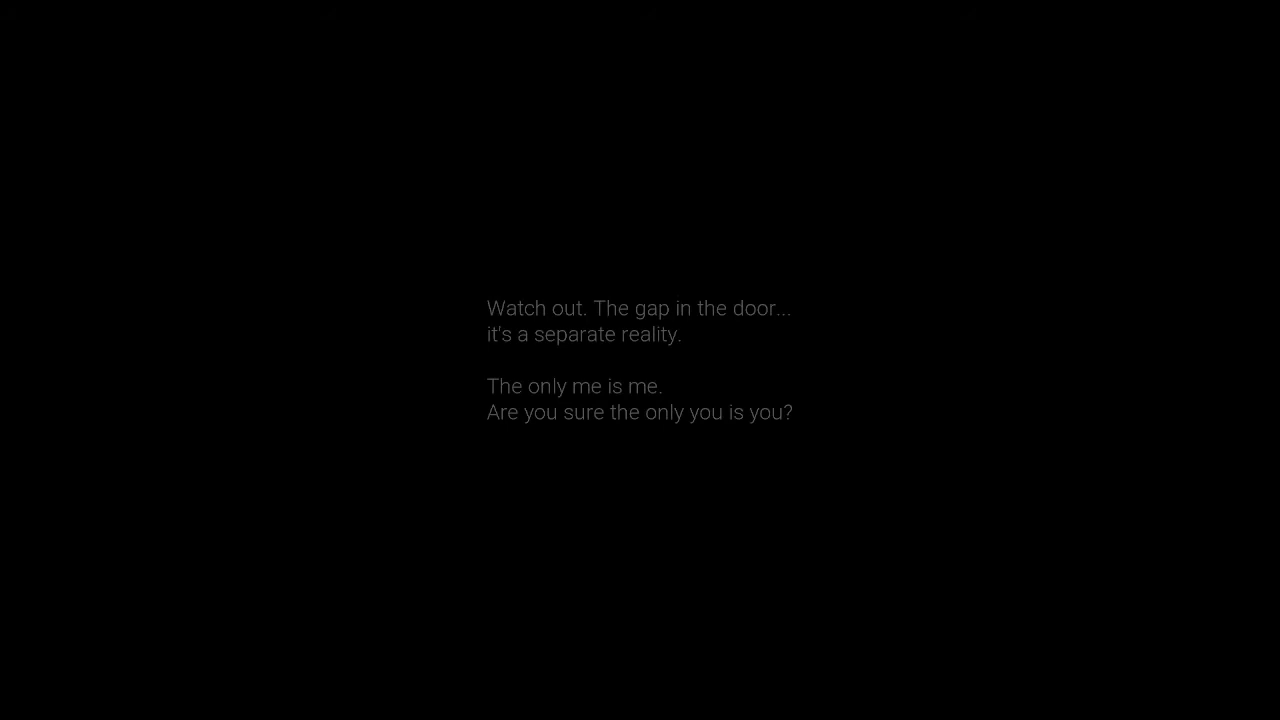 Watch out. The gap in the door...
it's a separate reality.
The only me is me.
Are you sure the only you is you?